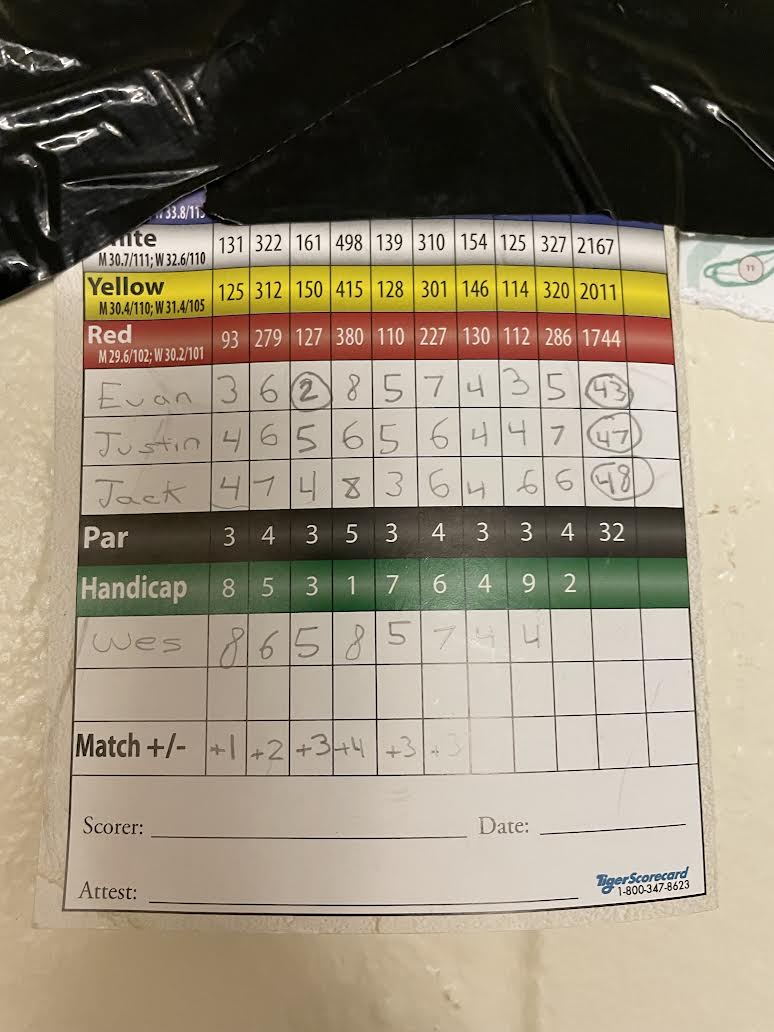 W 33.8/113
White 131 322 161 498 139 310 154 125 327 2167
M 30.7/111; W 32.6/110
Yellow 125 312 150 415 128 301 146 114 320 2011
M 30.4/110; W 31.4/105
Red 93 279 127 380 110 227 130 112 286 1744
M 29.6/102; W 30.2/101
11
Evan 3 6 2 8 5 7 4 3 5 43
Justin 4 6 5 6 5 6 4 4 7 47
Jack 4 7 4 8 3 6 4 6 6 48
Par 3 4 3 5 3 4 3 3 4 32
Handicap 8 5 3 1 7 6 4 9 2
Wes 8 6 5 8 5 7 4 4
Match +/- +1 +2 +3 +4 +3 +3
Scorer: Date:
Attest:
TigerScorecard
1-800-347-8623